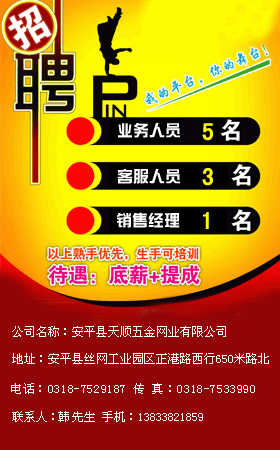 招聘
PIN
我的平台，你的舞台！
业务人员 5 名
客服人员 3 名
销售经理 1 名
以上熟手优先，生手可培训
待遇：底薪+提成
公司名称：安平县天顺五金网业有限公司
地址：安平县丝网工业园区正港路西行650米路北
电话：0318-7529187 传 真：0318-7533990
联系人：韩先生 手机：13833821859